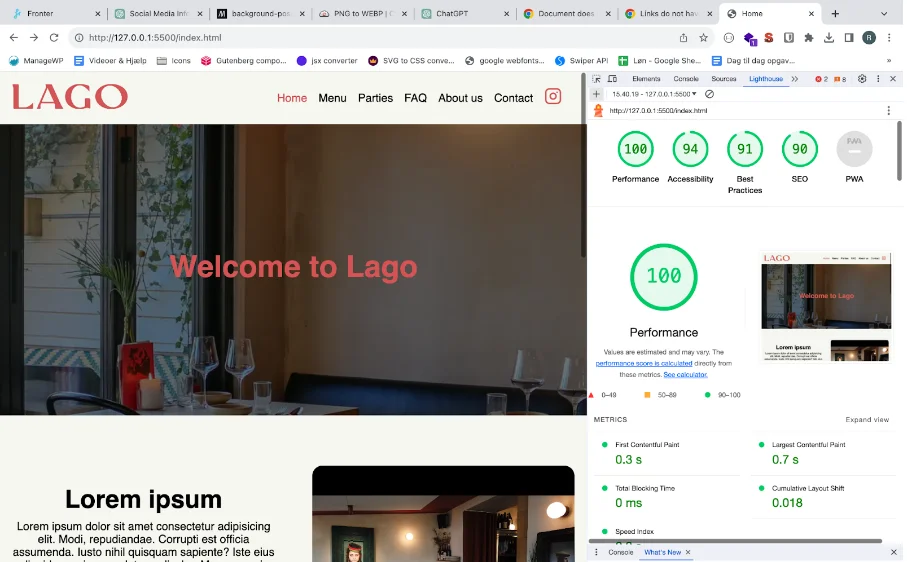 Fronter
Social Media Inf
background-pos
PNG to WEBP | C
ChatGPT
Document does
Links do not hav
Home
http://127.0.0.1:5500/index.html
ManageWP
Videoer & Hjælp
Icons
Gutenberg compo...
jsx converter
SVG to CSS conve...
google webfonts...
Swiper API
Løn - Google She...
Dag til dag opgav...
»
LAGO
Home Menu Parties FAQ About us Contact
Welcome to Lago
Lorem ipsum
Lorem ipsum dolor sit amet consectetur adipisicing
elit. Modi, repudiandae. Corrupti est officia
assumenda. Iusto nihil quisquam sapiente? Iste eius
Elements Console Sources Lighthouse » 2 8
15.40.19 - 127.0.0.1:5500
http://127.0.0.1:5500/index.html
100 94 91 90 PWA
Performance Accessibility Best Practices SEO PWA
100
Performance
Values are estimated and may vary. The
performance score is calculated directly from
these metrics. See calculator.
0–49 50–89 90–100
METRICS Expand view
First Contentful Paint
0.3 s
Largest Contentful Paint
0.7 s
Total Blocking Time
0 ms
Cumulative Layout Shift
0.018
Speed Index
Console What's New